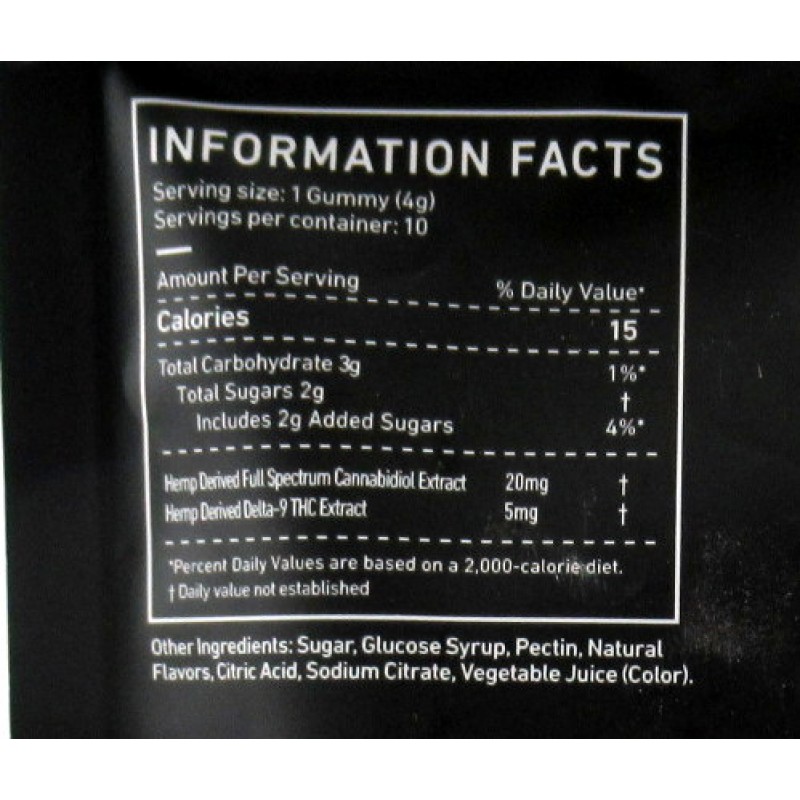 INFORMATION FACTS
Serving size: 1 Gummy (4g)
Servings per container: 10
Amount Per Serving % Daily Value*
Calories 15
Total Carbohydrate 3g 1%*
Total Sugars 2g †
Includes 2g Added Sugars 4%*
Hemp Derived Full Spectrum Cannabidiol Extract 20mg †
Hemp Derived Delta-9 THC Extract 5mg †
*Percent Daily Values are based on a 2,000-calorie diet.
† Daily value not established
Other Ingredients: Sugar, Glucose Syrup, Pectin, Natural
Flavors, Citric Acid, Sodium Citrate, Vegetable Juice (Color).